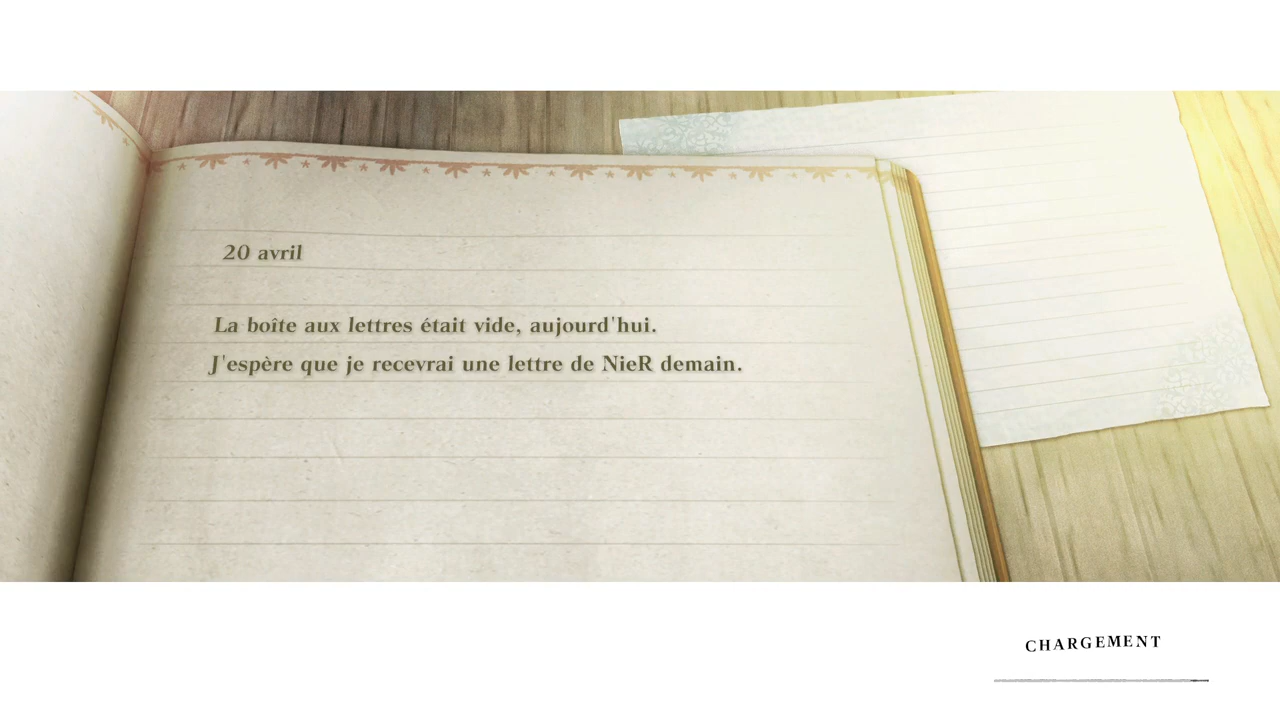 20 avril
La boîte aux lettres était vide, aujourd'hui.
J'espère que je recevrai une lettre de NieR demain.
CHARGEMENT